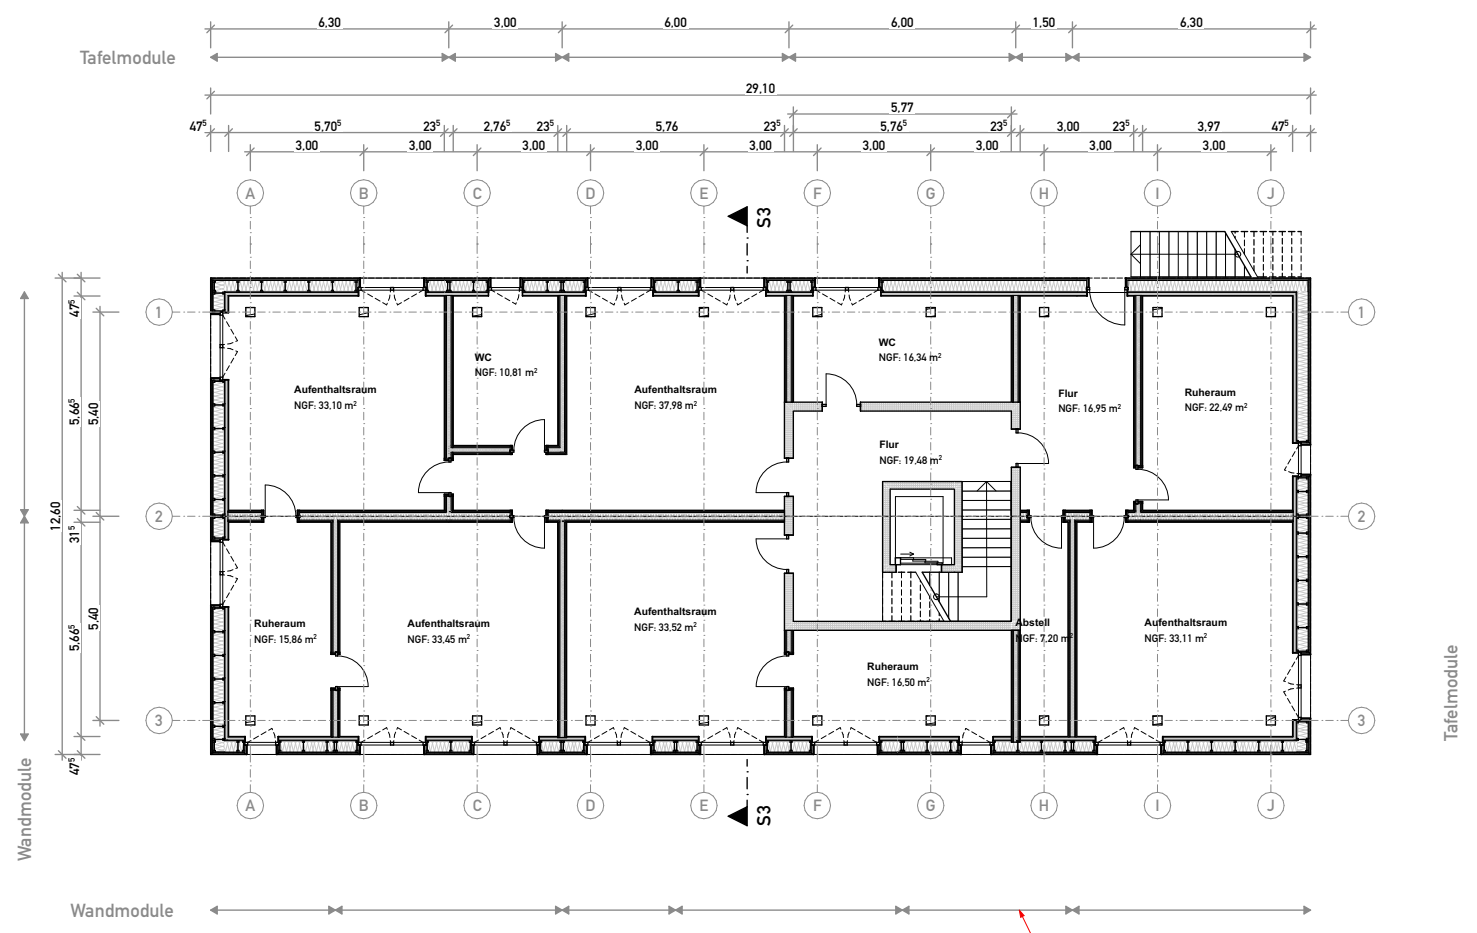 6,30 3,00 6,00 6,00 1,50 6,30
Tafelmodule
29,10
5,77
47⁵ 5,70⁵ 23⁵ 2,76⁵ 23⁵ 5,76 23⁵ 5,76⁵ 23⁵ 3,00 23⁵ 3,97 47⁵
3,00 3,00 3,00 3,00 3,00 3,00 3,00 3,00 3,00
A B C D E F G H I J
S3
1 1
47⁵
WC
NGF: 16,34 m²
WC
NGF: 10,81 m²
Aufenthaltsraum
NGF: 33,10 m²
Aufenthaltsraum
NGF: 37,98 m²
Flur
NGF: 16,95 m²
Ruheraum
NGF: 22,49 m²
5,66⁵ 5,40
Flur
NGF: 19,48 m²
2 2
12,60
31⁵
Ruheraum
NGF: 15,86 m²
Aufenthaltsraum
NGF: 33,45 m²
Aufenthaltsraum
NGF: 33,52 m²
Abstell
NGF: 7,20 m²
Aufenthaltsraum
NGF: 33,11 m²
5,66⁵ 5,40
Ruheraum
NGF: 16,50 m²
Tafelmodule
3 3
47⁵
Wandmodule
A B C D E F G H I J
S3
Wandmodule